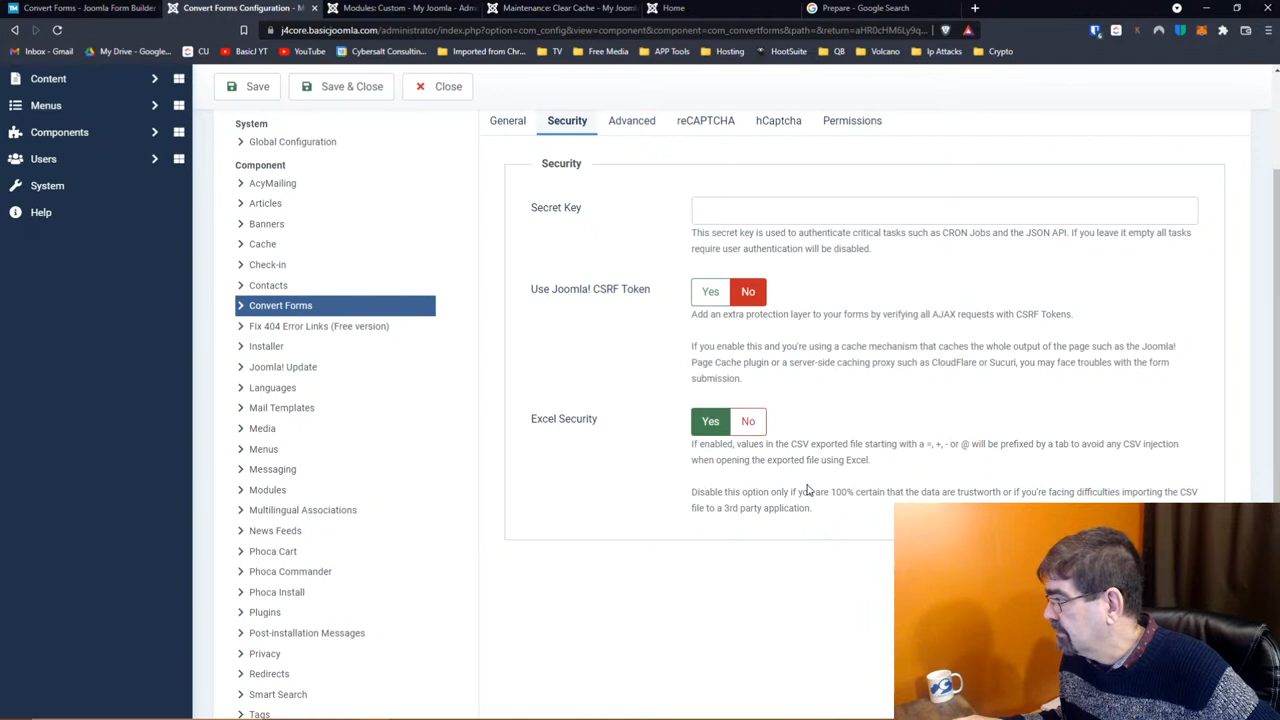 Convert Forms - Joomla Form Builder
Convert Forms Configuration - My
Modules: Custom - My Joomla - Adm
Maintenance: Clear Cache - My Jooml
Home
Prepare - Google Search
j4core.basicjoomla.com/administrator/index.php?option=com_config&view=component&component=com_convertforms&path=&return=aHR0cHM6Ly9q...
Inbox - Gmail
My Drive - Google...
CU
BasicJ YT
YouTube
Cybersalt Consulting...
Imported from Chr...
TV
Free Media
APP Tools
Hosting
HootSuite
QB
Volcano
Ip Attacks
Crypto
Content
Menus
Components
Users
System
Help
Save
Save & Close
Close
System
Global Configuration
Component
AcyMailing
Articles
Banners
Cache
Check-in
Contacts
Convert Forms
Fix 404 Error Links (Free version)
Installer
Joomla! Update
Languages
Mail Templates
Media
Menus
Messaging
Modules
Multilingual Associations
News Feeds
Phoca Cart
Phoca Commander
Phoca Install
Plugins
Post-installation Messages
Privacy
Redirects
Smart Search
Tags
General
Security
Advanced
reCAPTCHA
hCaptcha
Permissions
Security
Secret Key
This secret key is used to authenticate critical tasks such as CRON Jobs and the JSON API. If you leave it empty all tasks
require user authentication will be disabled.
Use Joomla! CSRF Token
Yes
No
Add an extra protection layer to your forms by verifying all AJAX requests with CSRF Tokens.
If you enable this and you're using a cache mechanism that caches the whole output of the page such as the Joomla!
Page Cache plugin or a server-side caching proxy such as CloudFlare or Sucuri, you may face troubles with the form
submission.
Excel Security
Yes
No
If enabled, values in the CSV exported file starting with a =, +, - or @ will be prefixed by a tab to avoid any CSV injection
when opening the exported file using Excel.
Disable this option only if you are 100% certain that the data are trustworth or if you're facing difficulties importing the CSV
file to a 3rd party application.